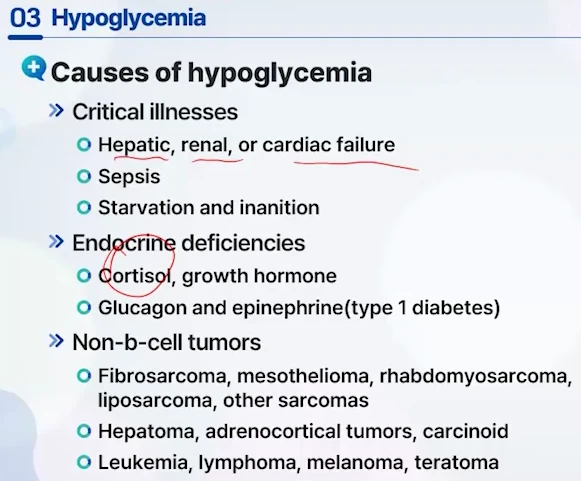 03 Hypoglycemia
Causes of hypoglycemia
Critical illnesses
Hepatic, renal, or cardiac failure
Sepsis
Starvation and inanition
Endocrine deficiencies
Cortisol, growth hormone
Glucagon and epinephrine(type 1 diabetes)
Non-b-cell tumors
Fibrosarcoma, mesothelioma, rhabdomyosarcoma,
liposarcoma, other sarcomas
Hepatoma, adrenocortical tumors, carcinoid
Leukemia, lymphoma, melanoma, teratoma